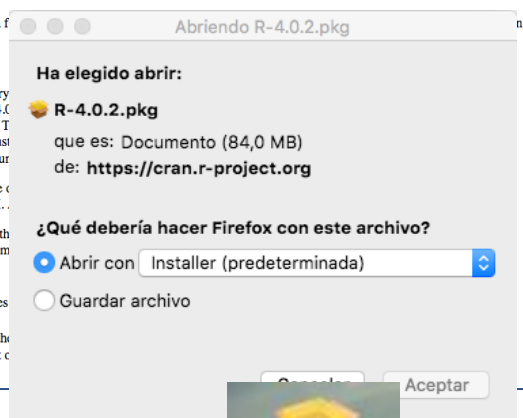 Abriendo R-4.0.2.pkg
Ha elegido abrir:
R-4.0.2.pkg
que es: Documento (84,0 MB)
de: https://cran.r-project.org
¿Qué debería hacer Firefox con este archivo?
Abrir con Installer (predeterminada)
Guardar archivo
Aceptar